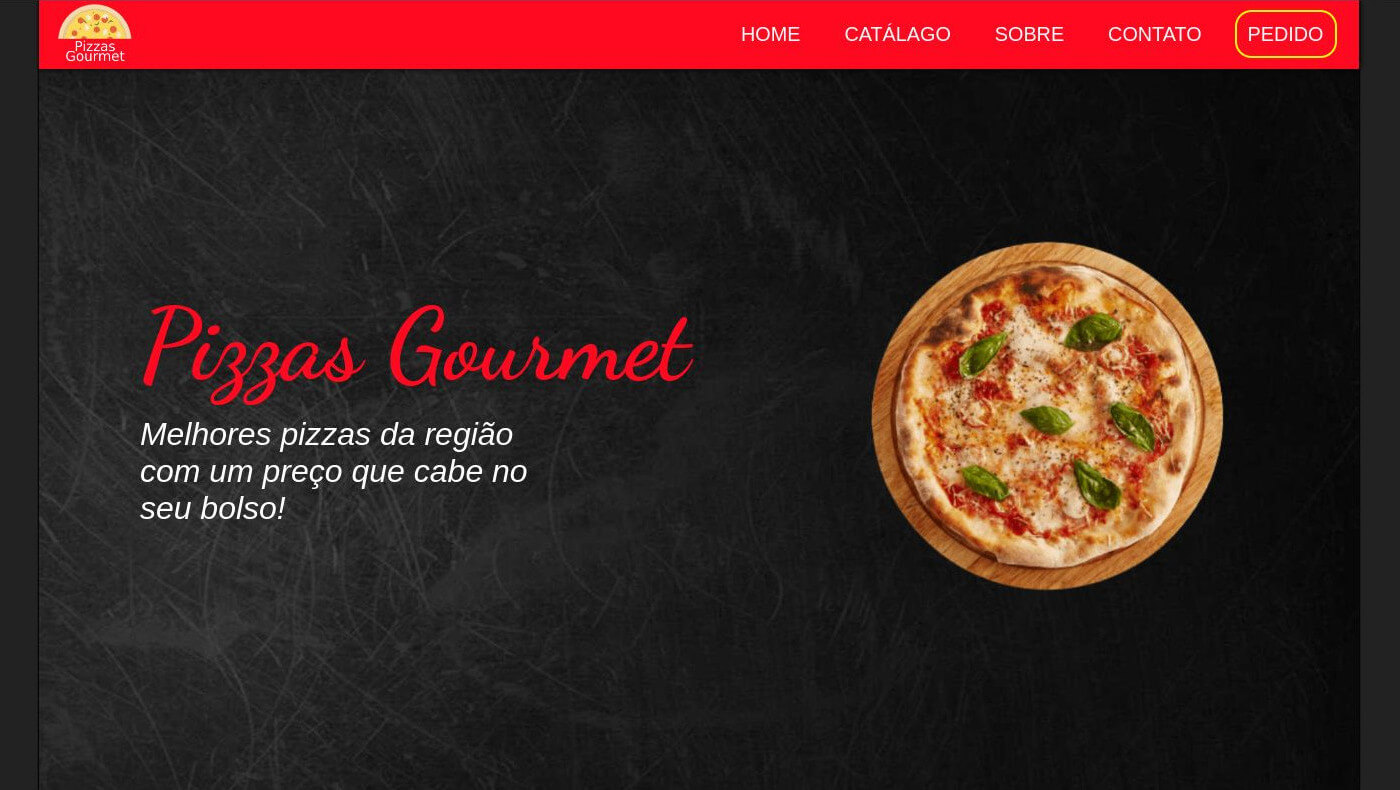 Pizzas
Gourmet
HOME CATÁLAGO SOBRE CONTATO PEDIDO
Pizzas Gourmet
Melhores pizzas da região
com um preço que cabe no
seu bolso!